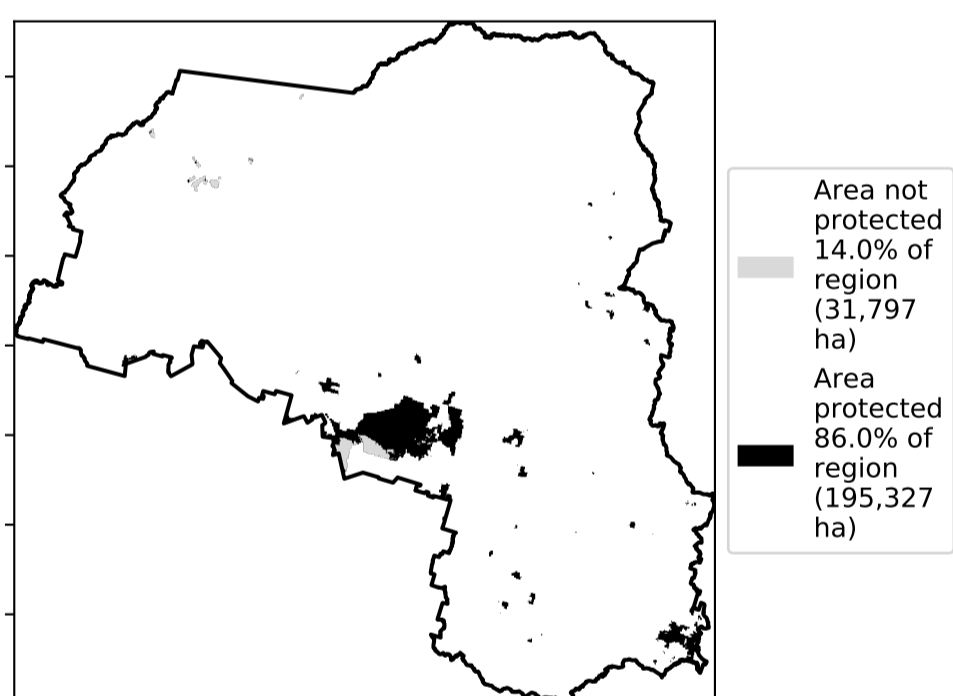 Area not
protected
14.0% of
region
(31,797
ha)
Area
protected
86.0% of
region
(195,327
ha)